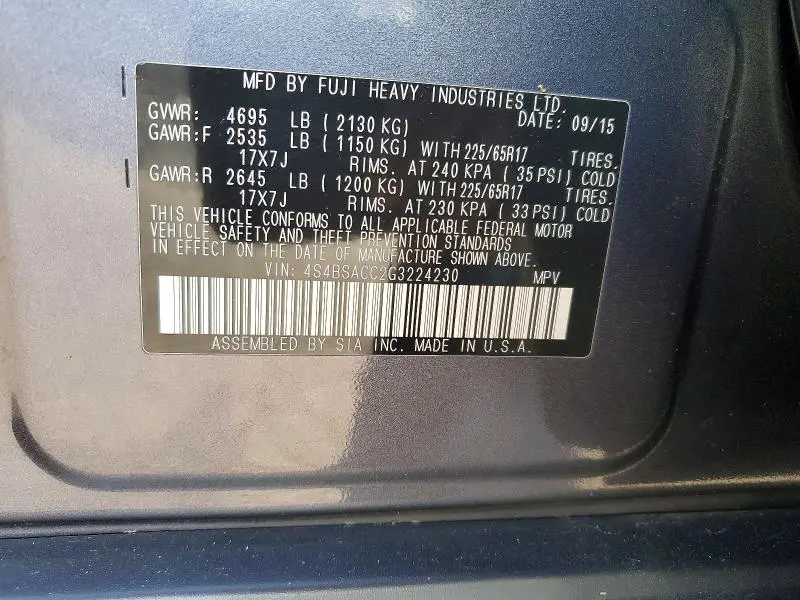 MFD BY FUJI HEAVY INDUSTRIES LTD.
GVWR: 4695 LB ( 2130 KG) DATE: 09/15
GAWR:F 2535 LB ( 1150 KG) WITH 225/65R17 TIRES.
17X7J RIMS. AT 240 KPA ( 35 PSI) COLD
GAWR:R 2645 LB ( 1200 KG) WITH 225/65R17 TIRES.
17X7J RIMS. AT 230 KPA ( 33 PSI) COLD
THIS VEHICLE CONFORMS TO ALL APPLICABLE FEDERAL MOTOR
VEHICLE SAFETY AND THEFT PREVENTION STANDARDS
IN EFFECT ON THE DATE OF MANUFACTURE SHOWN ABOVE.
VIN: 4S4BSACC2G3224230 MPV
ASSEMBLED BY SIA INC. MADE IN U.S.A.